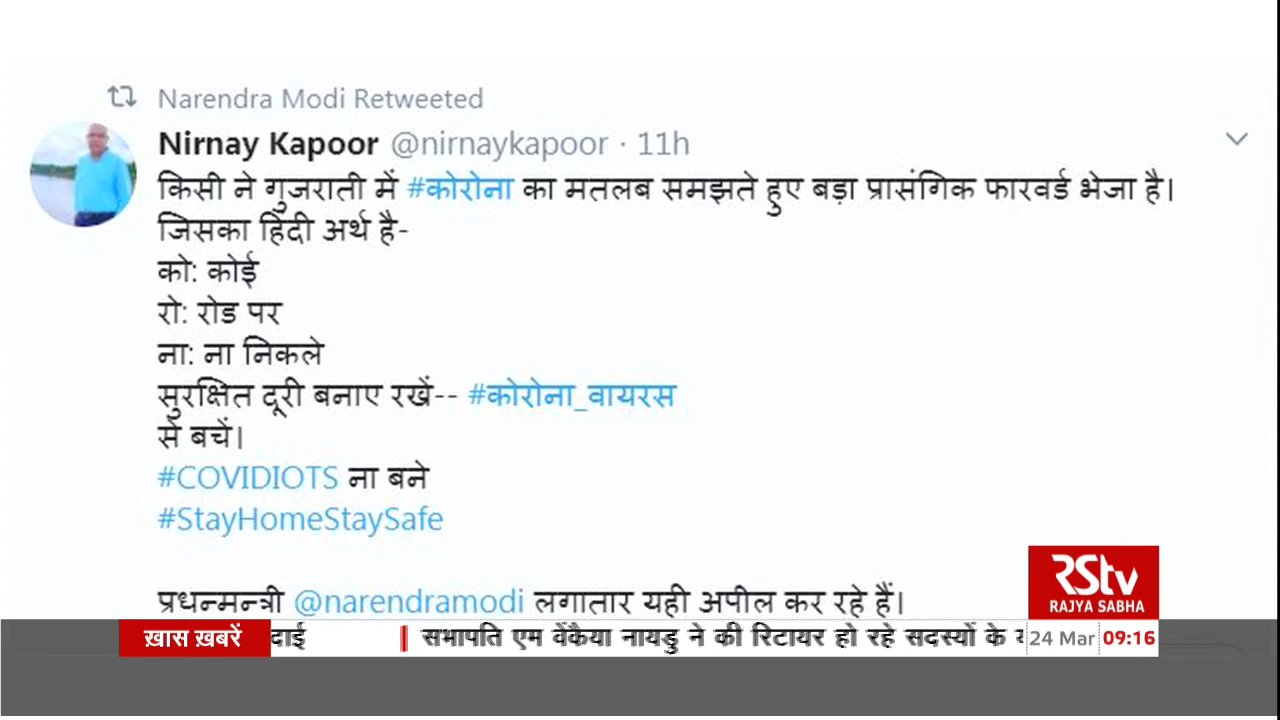 Narendra Modi Retweeted
Nirnay Kapoor @nirnaykapoor · 11h
किसी ने गुजराती में #कोरोना का मतलब समझते हुए बड़ा प्रासंगिक फारवर्ड भेजा है।
जिसका हिंदी अर्थ है-
को: कोई
रो: रोड पर
ना: ना निकले
सुरक्षित दूरी बनाए रखें-- #कोरोना_वायरस
से बचें।
#COVIDIOTS ना बने
#StayHomeStaySafe
प्रधन्मन्त्री @narendramodi लगातार यही अपील कर रहे हैं।
RStv
RAJYA SABHA
ख़ास ख़बरें दाई | सभापति एम वेंकैया नायडु ने की रिटायर हो रहे सदस्यों के 24 Mar 09:16